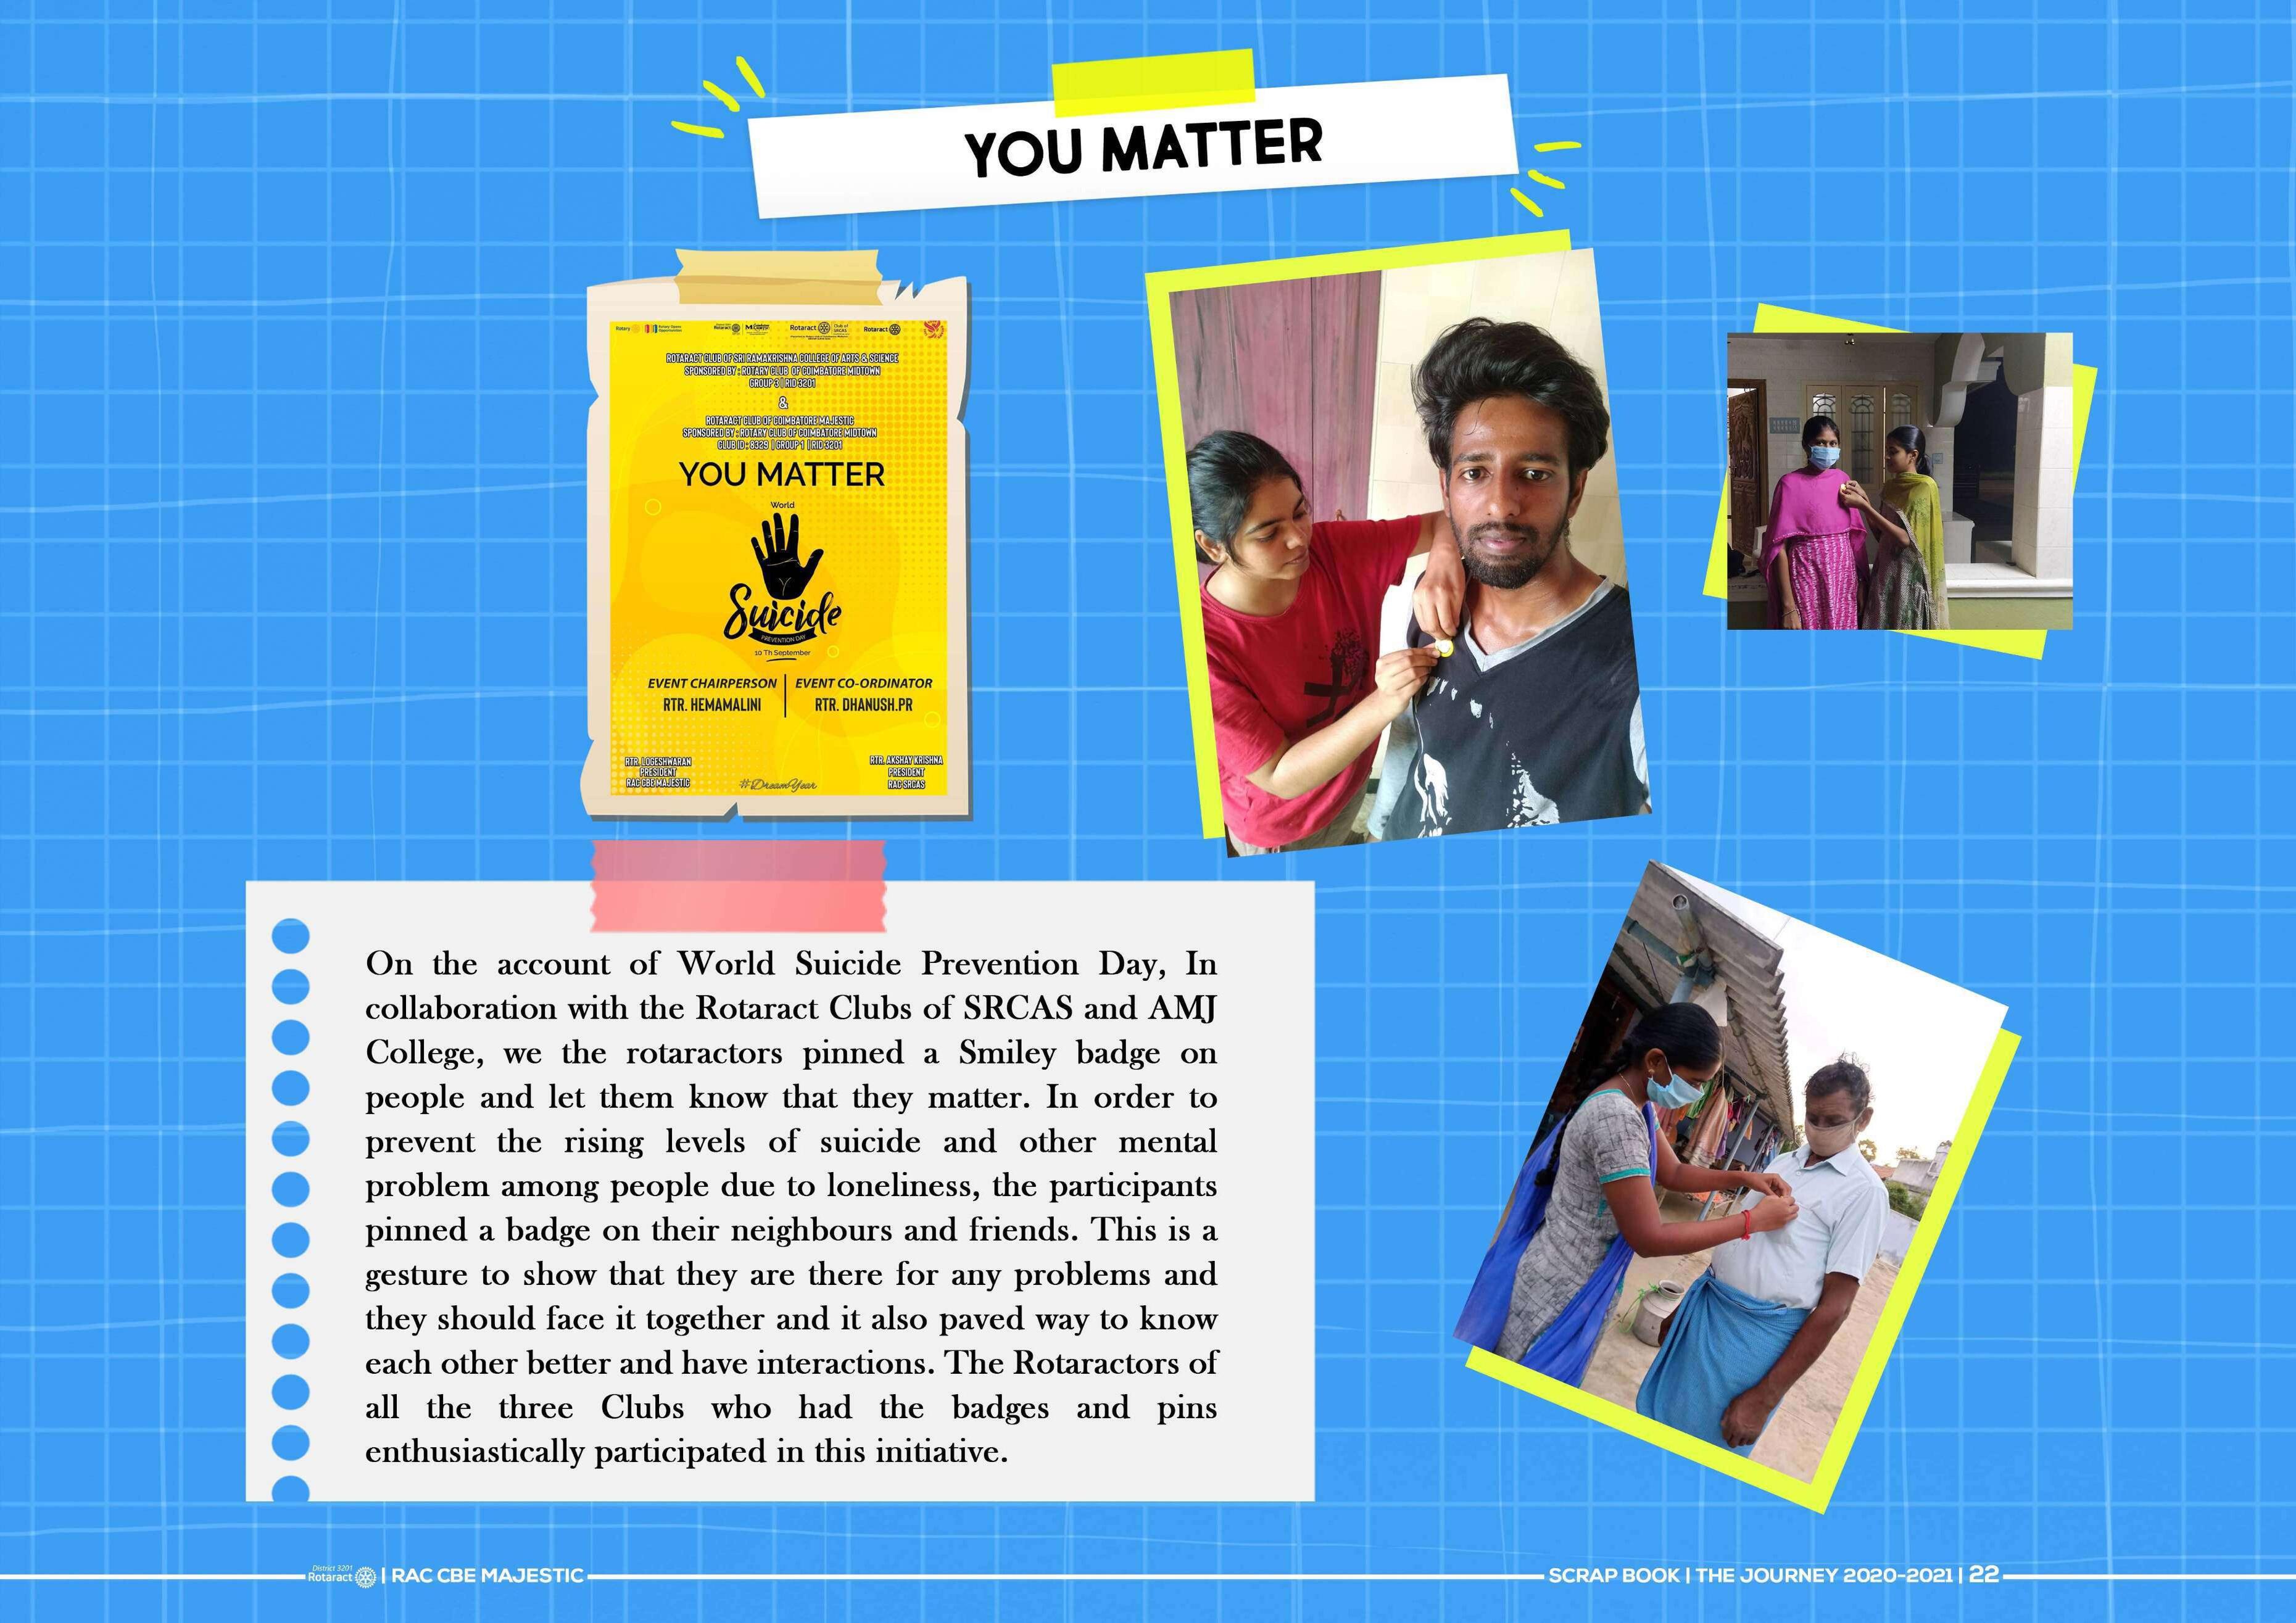 YOU MATTER
Rotary
Rotaract
Rotaract
Rotaract
ROTARACT CLUB OF SRI RAMAKRISHNA COLLEGE OF ARTS & SCIENCE
SPONSORED BY - ROTARY CLUB OF COIMBATORE MIDTOWN
GROUP 3 | RID 3201
&
ROTARACT CLUB OF COIMBATORE MAJESTIC
SPONSORED BY - ROTARY CLUB OF COIMBATORE MIDTOWN
CLUB ID - 8329 | GROUP 1 | RID 3201
YOU MATTER
World
Suicide
PREVENTION DAY
10 Th September
EVENT CHAIRPERSON | EVENT CO-ORDINATOR
RTR. HEMAMALINI | RTR. DHANUSH.PR
RTR. LOGESHWARAN
PRESIDENT
RAC CBE MAJESTIC
#DreamYear
RTR. AKSHAY KRISHNA
PRESIDENT
RAC SRCAS
On the account of World Suicide Prevention Day, In
collaboration with the Rotaract Clubs of SRCAS and AMJ
College, we the rotaractors pinned a Smiley badge on
people and let them know that they matter. In order to
prevent the rising levels of suicide and other mental
problem among people due to loneliness, the participants
pinned a badge on their neighbours and friends. This is a
gesture to show that they are there for any problems and
they should face it together and it also paved way to know
each other better and have interactions. The Rotaractors of
all the three Clubs who had the badges and pins
enthusiastically participated in this initiative.
District 3201
Rotaract | RAC CBE MAJESTIC
SCRAP BOOK | THE JOURNEY 2020-2021 | 22